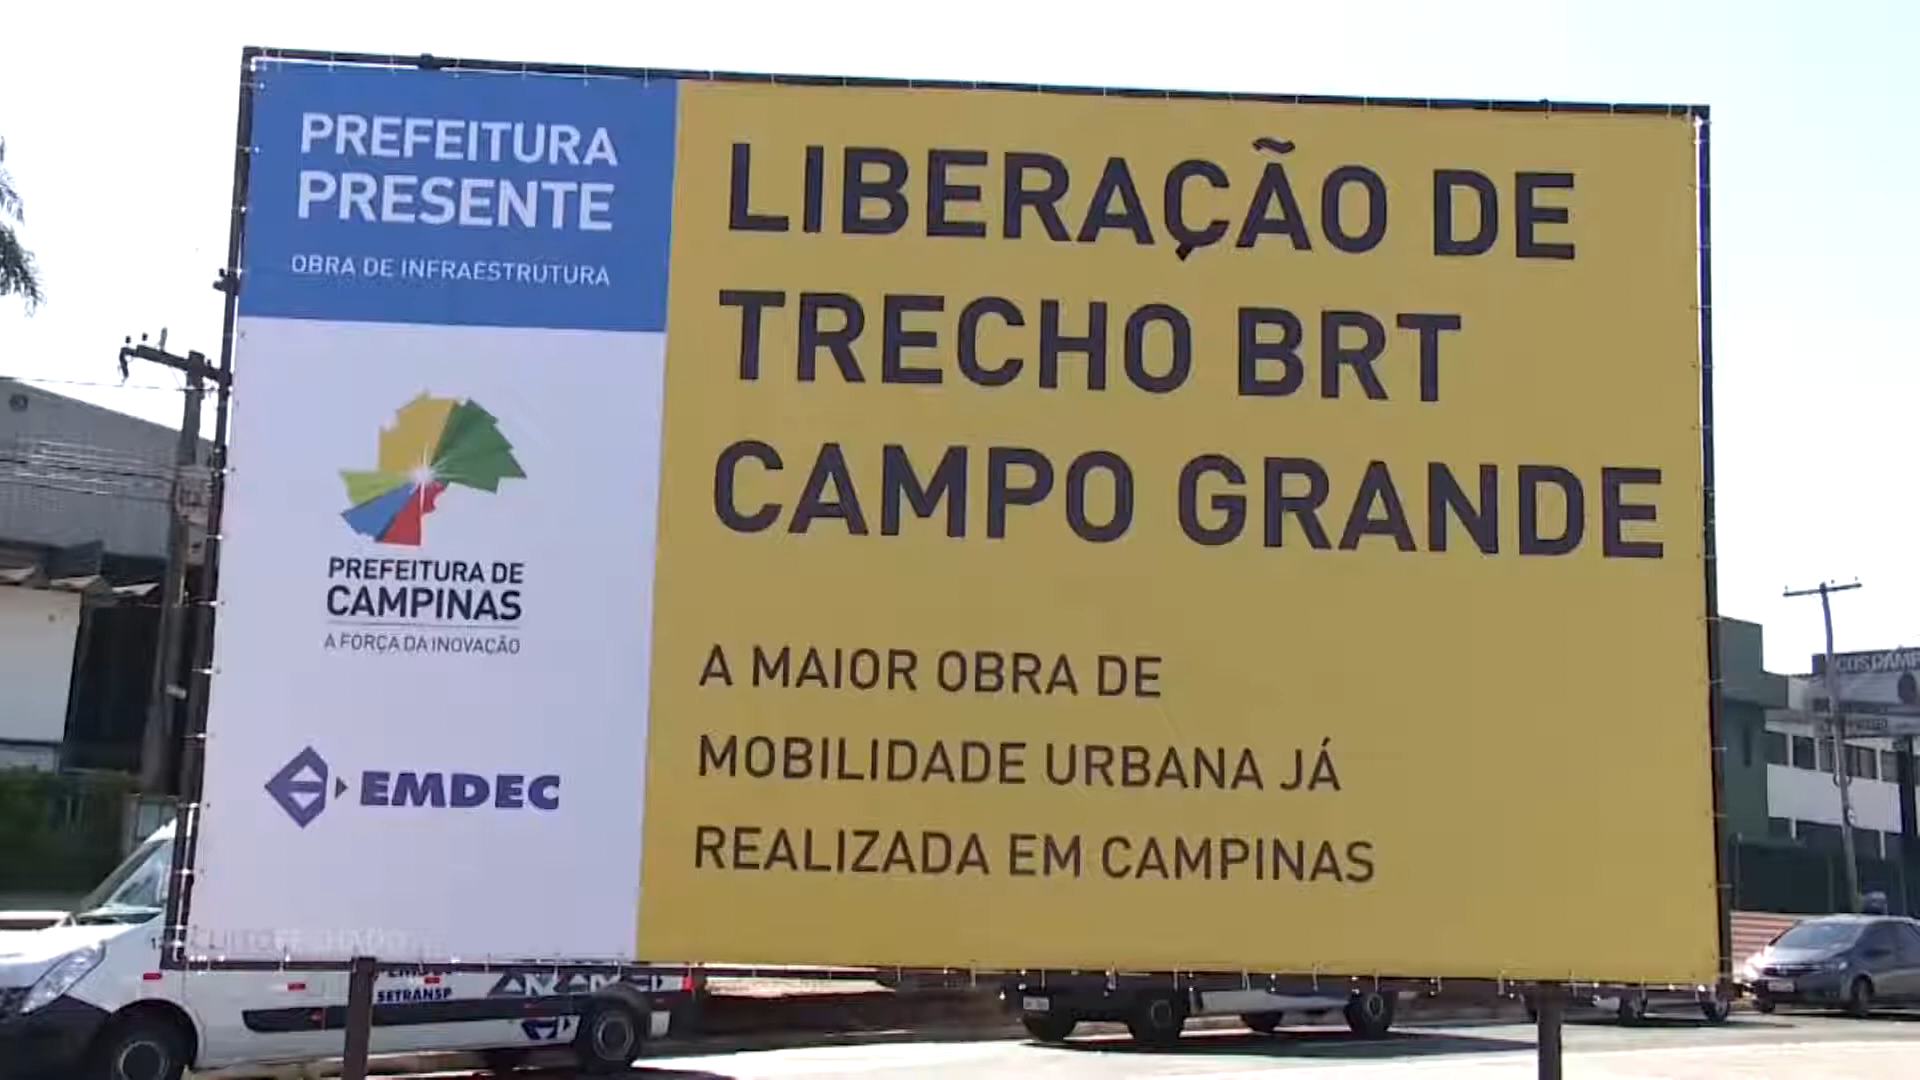 PREFEITURA
PRESENTE
OBRA DE INFRAESTRUTURA
PREFEITURA DE
CAMPINAS
A FORÇA DA INOVAÇÃO
EMDEC
LIBERAÇÃO DE
TRECHO BRT
CAMPO GRANDE
A MAIOR OBRA DE
MOBILIDADE URBANA JÁ
REALIZADA EM CAMPINAS
SETRANSP